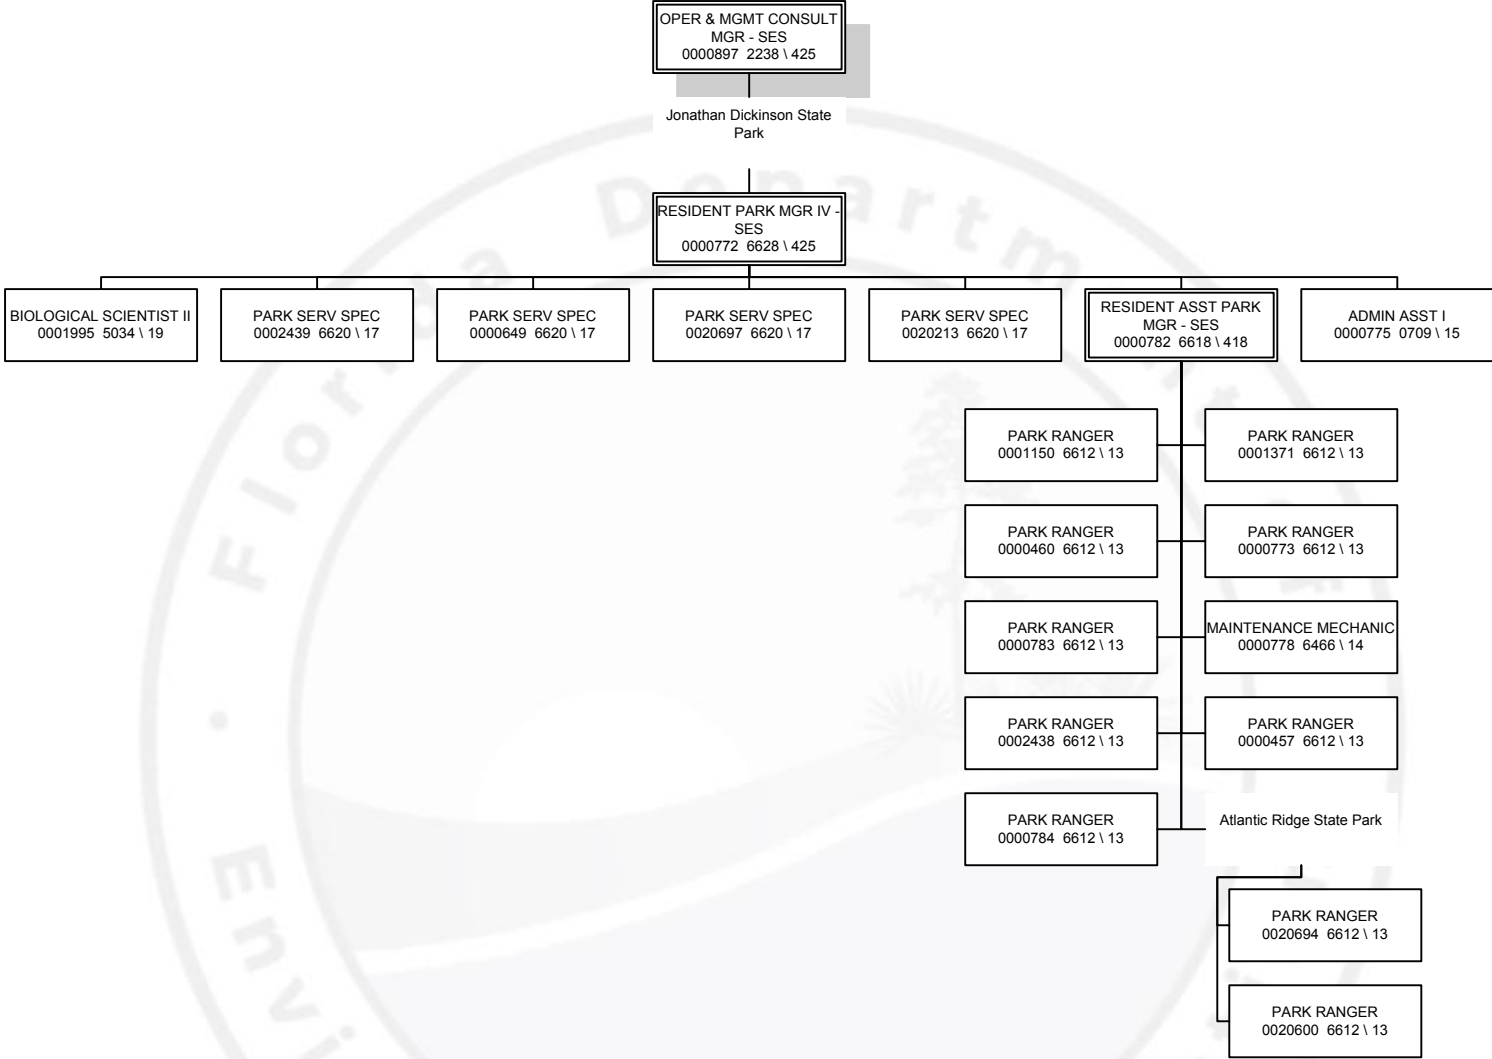 OPER & MGMT CONSULT
MGR - SES
0000897  2238 \ 425
Jonathan Dickinson State
Park
RESIDENT PARK MGR IV -
SES
0000772  6628 \ 425
BIOLOGICAL SCIENTIST II
0001995  5034 \ 19
PARK SERV SPEC
0002439  6620 \ 17
PARK SERV SPEC
0000649  6620 \ 17
PARK SERV SPEC
0020697  6620 \ 17
PARK SERV SPEC
0020213  6620 \ 17
RESIDENT ASST PARK
MGR - SES
0000782  6618 \ 418
ADMIN ASST I
0000775  0709 \ 15
PARK RANGER
0001150  6612 \ 13
PARK RANGER
0001371  6612 \ 13
PARK RANGER
0000460  6612 \ 13
PARK RANGER
0000773  6612 \ 13
PARK RANGER
0000783  6612 \ 13
MAINTENANCE MECHANIC
0000778  6466 \ 14
PARK RANGER
0002438  6612 \ 13
PARK RANGER
0000457  6612 \ 13
PARK RANGER
0000784  6612 \ 13
Atlantic Ridge State Park
PARK RANGER
0020694  6612 \ 13
PARK RANGER
0020600  6612 \ 13
Florida Department